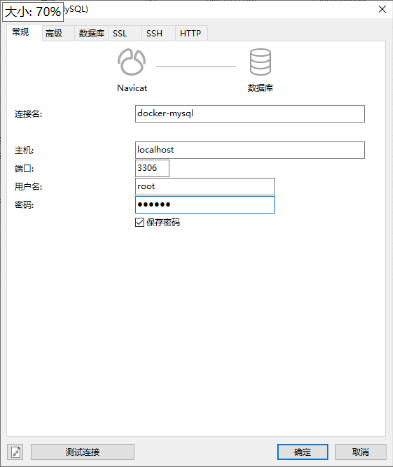 大小: 70%
ySQL)
常规 高级 数据库 SSL SSH HTTP
Navicat 数据库
连接名: docker-mysql
主机: localhost
端口: 3306
用户名: root
密码: ●●●●●●
保存密码
测试连接 确定 取消